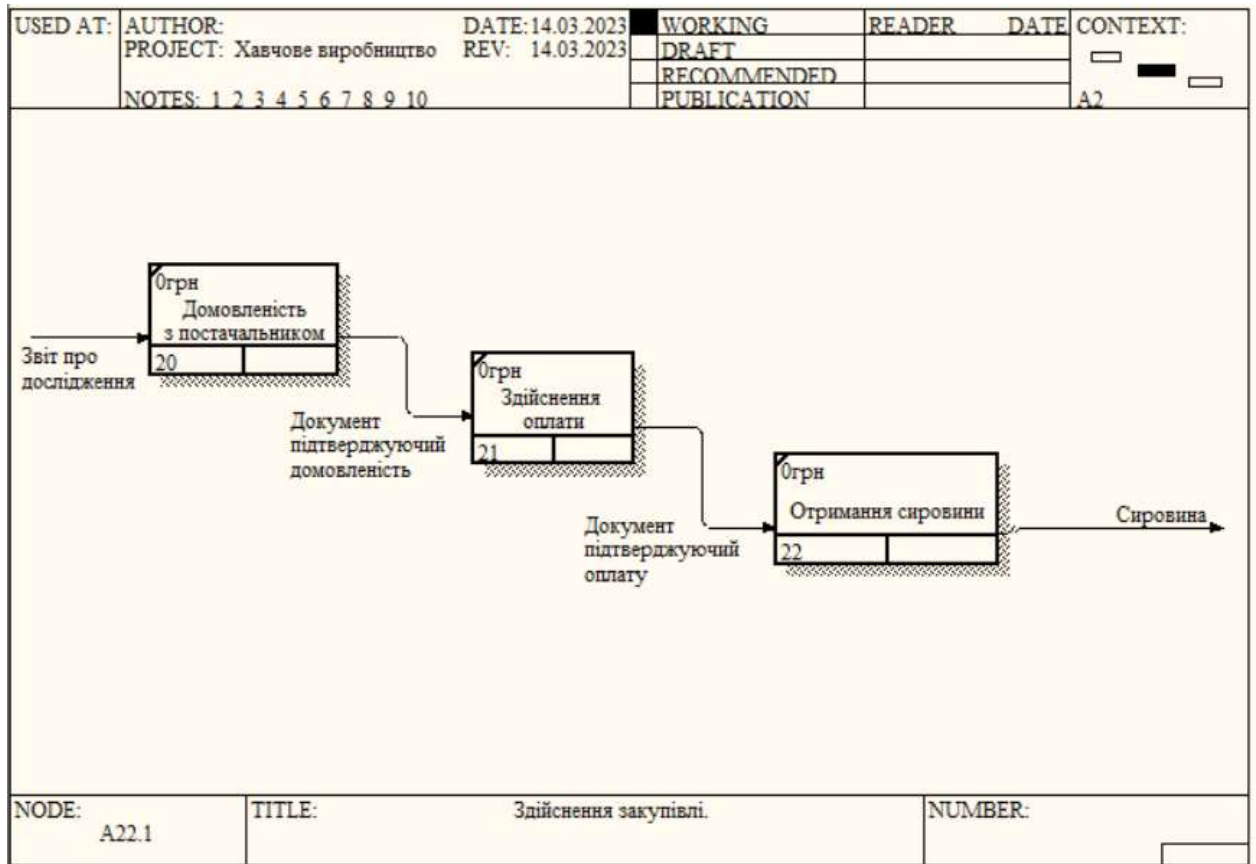 USED AT:
AUTHOR:
DATE:14.03.2023
PROJECT: Хавчове виробництво
REV: 14.03.2023
NOTES: 1 2 3 4 5 6 7 8 9 10
WORKING
DRAFT
RECOMMENDED
PUBLICATION
READER DATE
CONTEXT:
A2
0грн
Домовленість
з постачальником
20
Звіт про
дослідження
0грн
Здійснення
оплати
21
Документ
підтверджуючий
домовленість
0грн
Отримання сировини
22
Документ
підтверджуючий
оплату
Сировина
NODE:
A22.1
TITLE:
Здійснення закупівлі.
NUMBER: